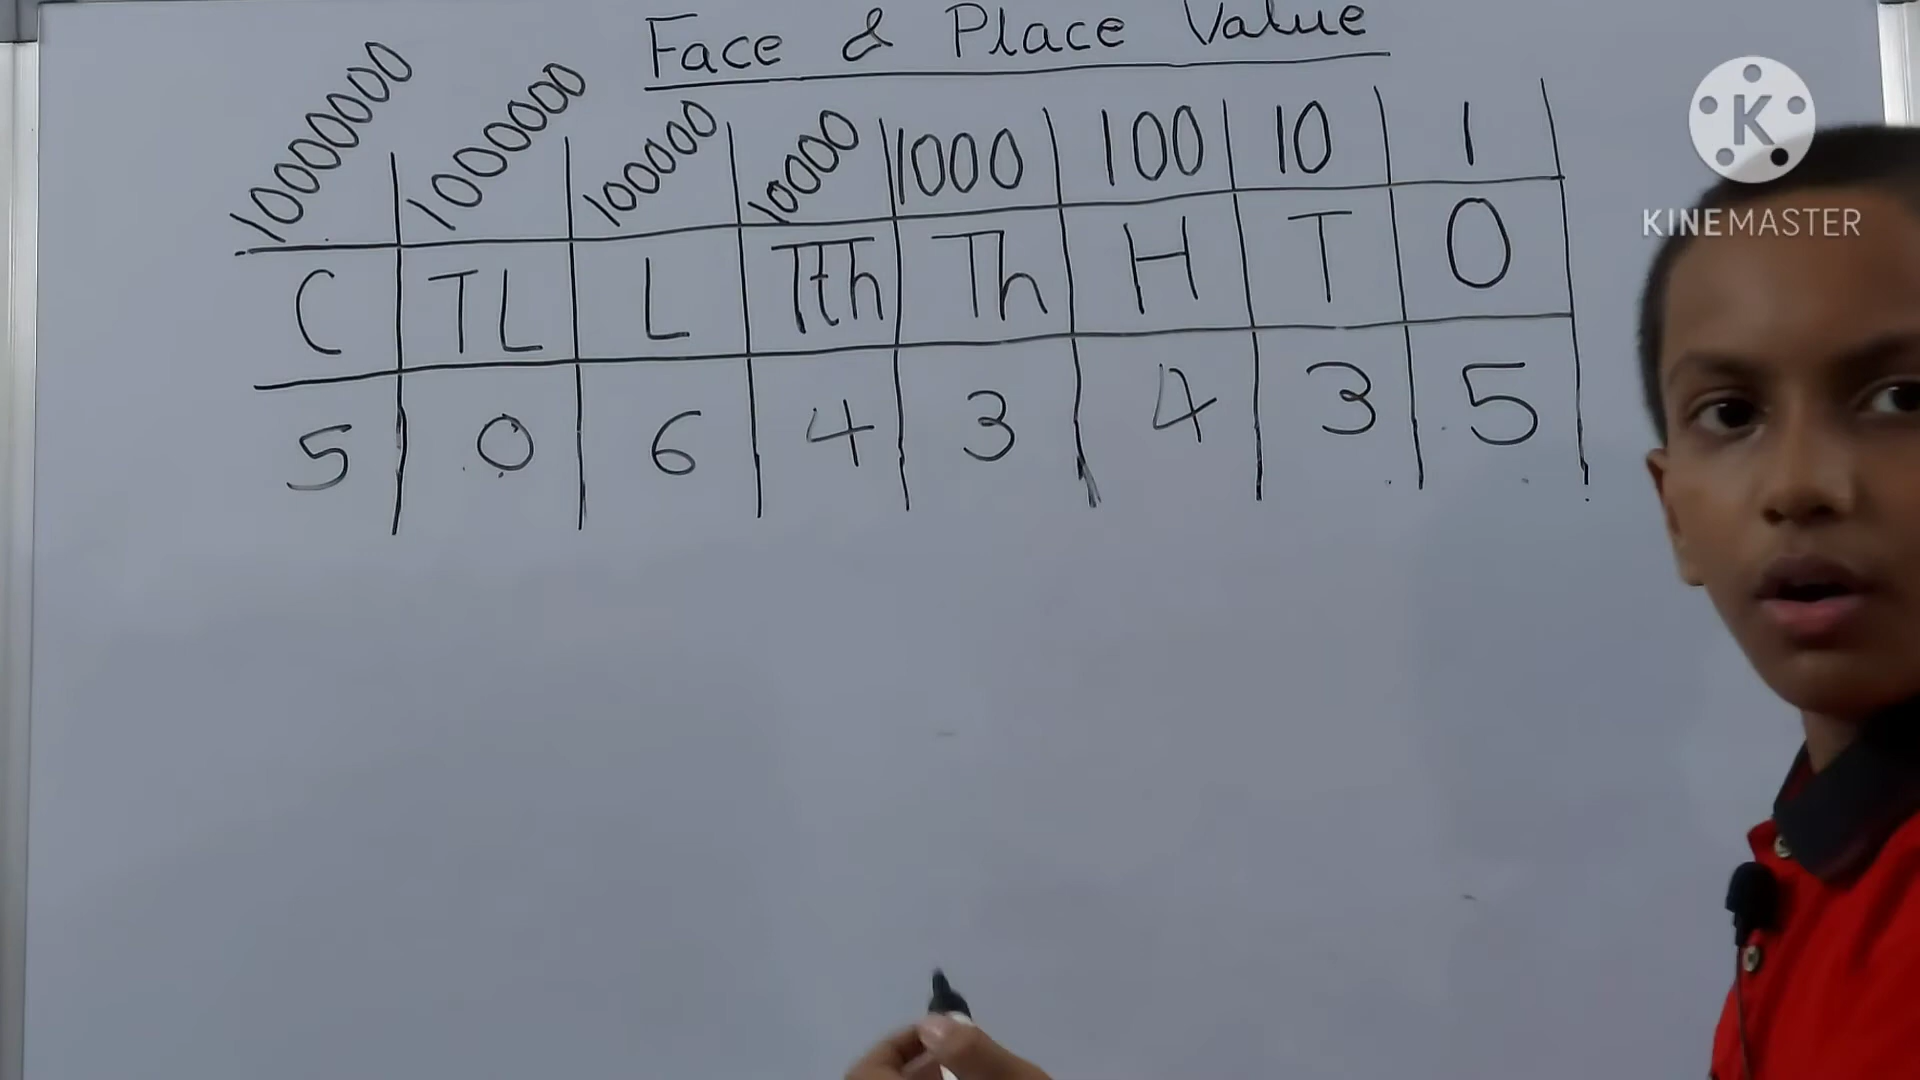 Face & Place Value
10000000 1000000 100000 10000 1000 100 10 1
C TL L Tth Th H T O
5 0 6 4 3 4 3 5
K
KINEMASTER